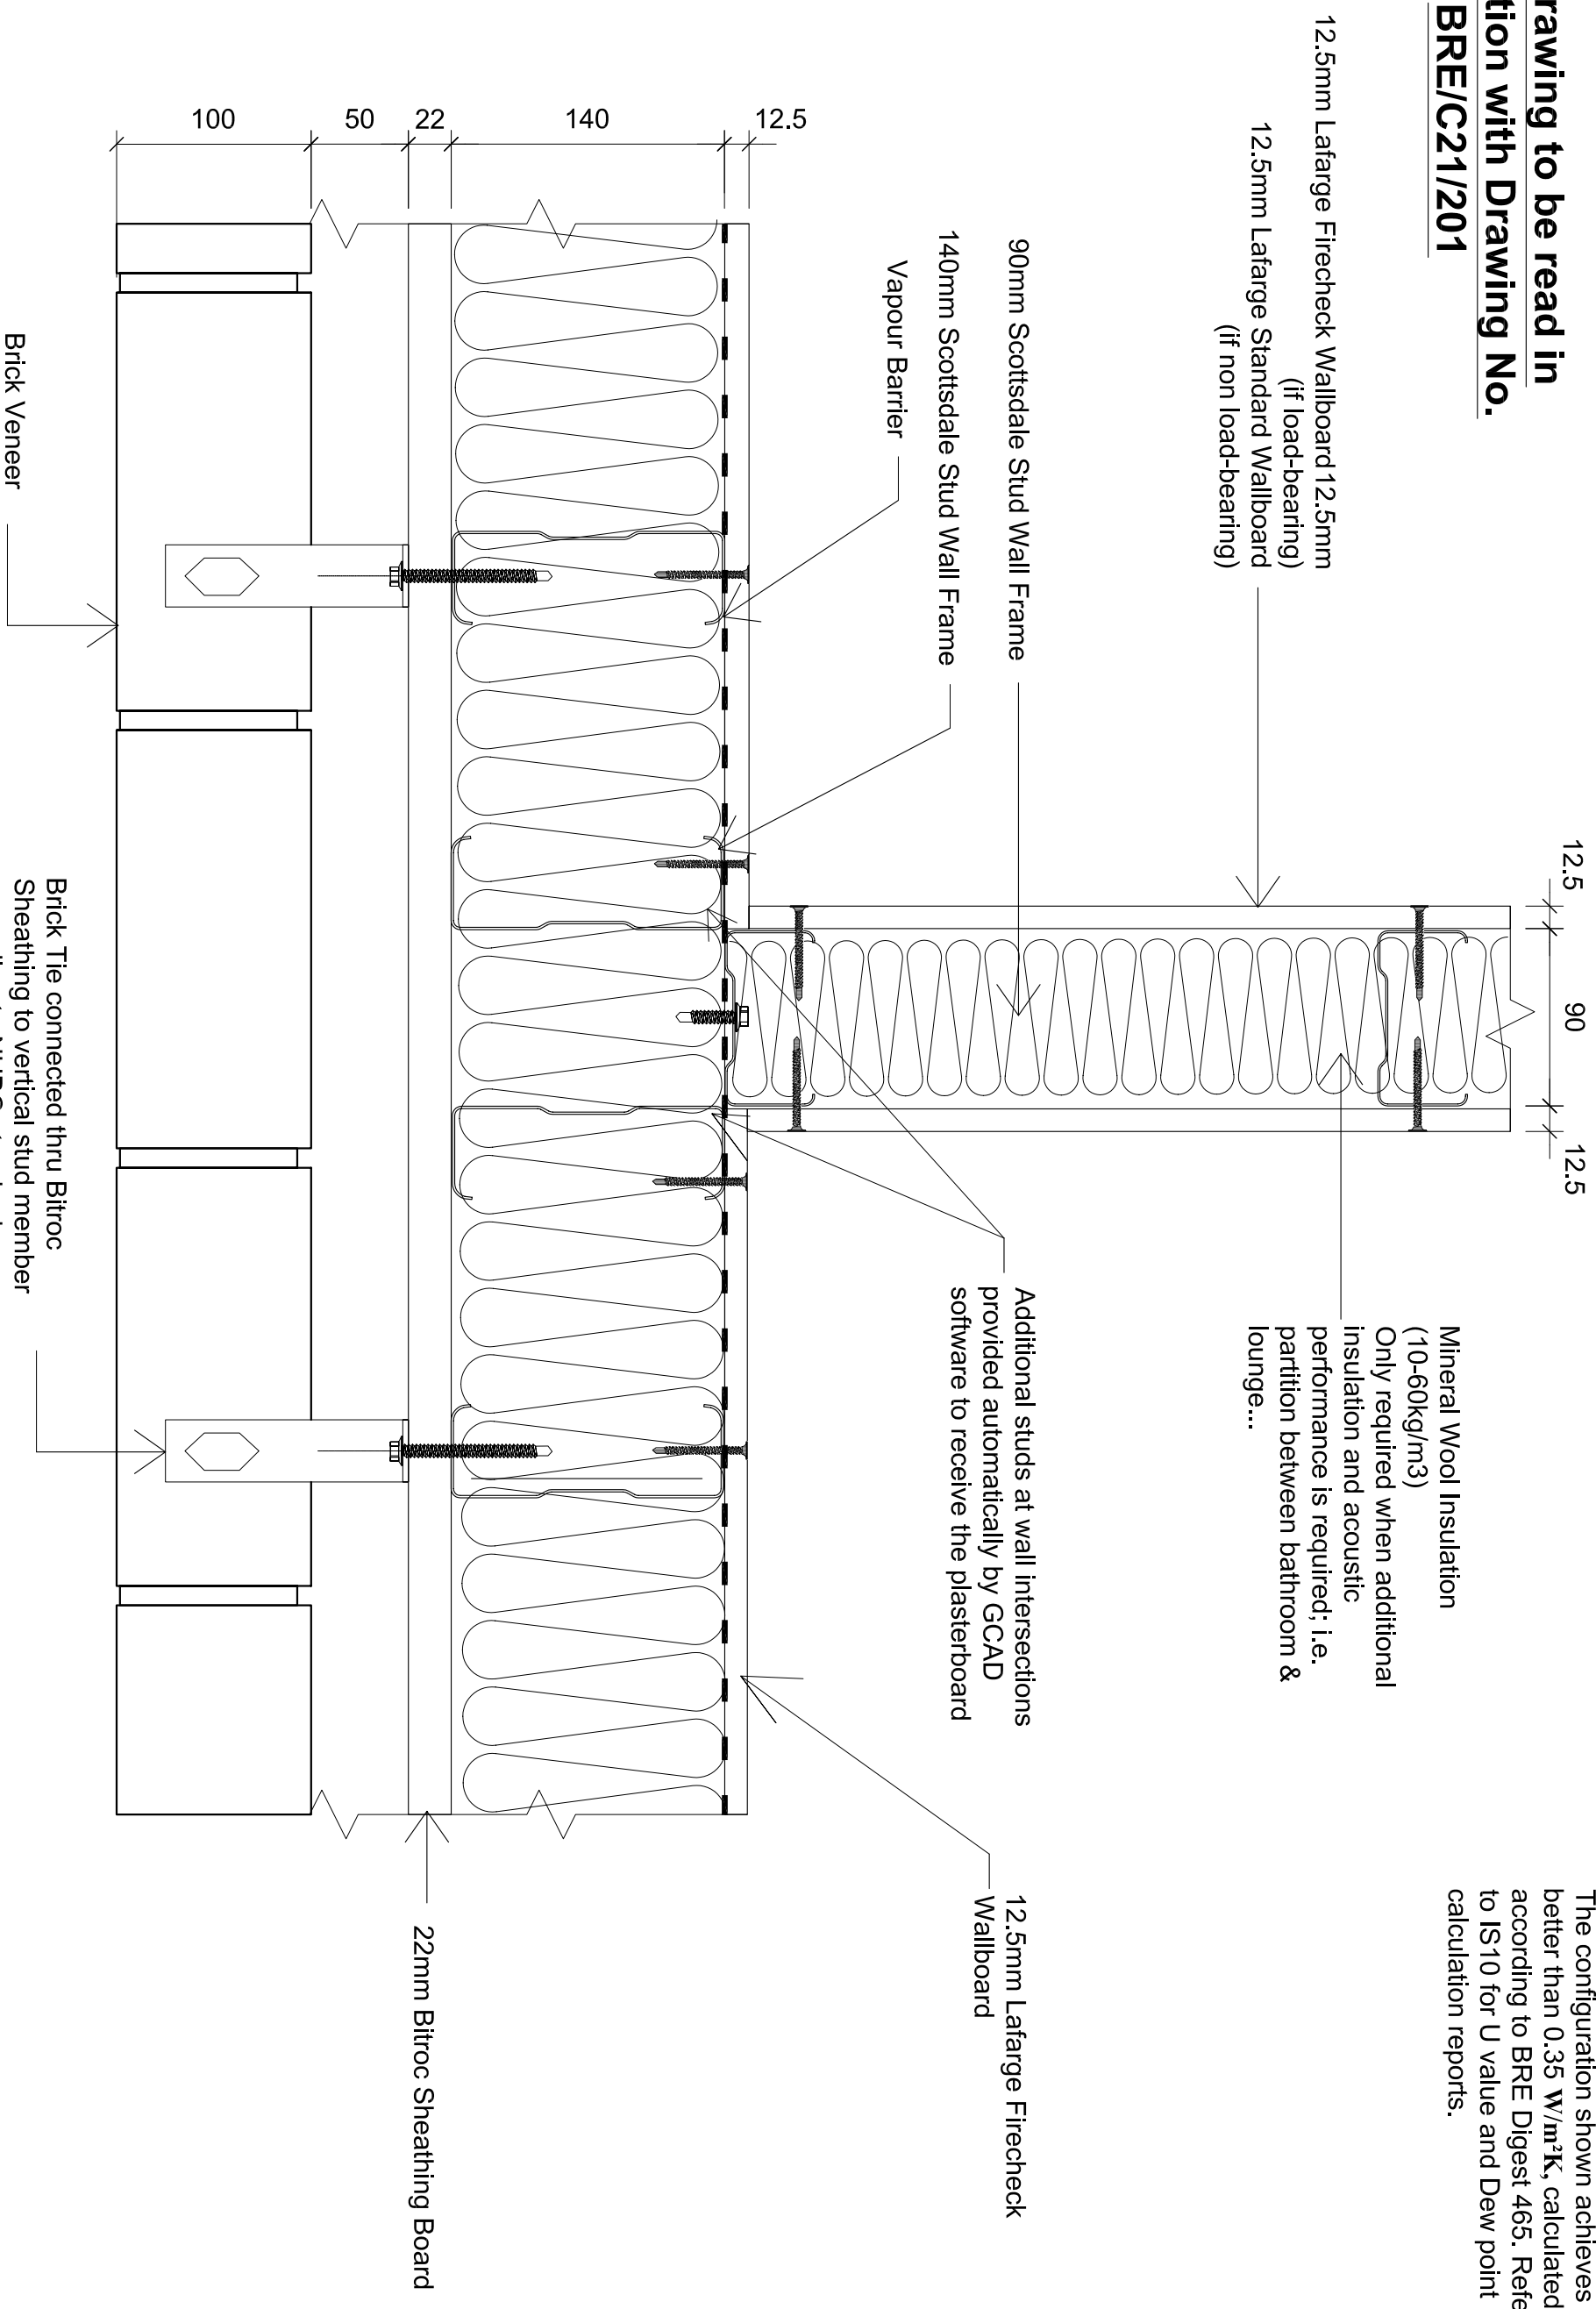 rawing to be read in
tion with Drawing No.
BRE/C21/201
12.5mm Lafarge Firecheck Wallboard12.5mm
(if load-bearing)
12.5mm Lafarge Standard Wallboard
(if non load-bearing)
90mm Scottsdale Stud Wall Frame
140mm Scottsdale Stud Wall Frame
Vapour Barrier
100
50
22
140
12.5
12.5
90
12.5
Mineral Wool Insulation
(10-60kg/m3)
Only required when additional
insulation and acoustic
performance is required; i.e.
partition between bathroom &
lounge...
Additional studs at wall intersections
provided automatically by GCAD
software to receive the plasterboard
The configuration shown achieves
better than 0.35 W/m²K, calculated
according to BRE Digest 465. Refe
to IS10 for U value and Dew point
calculation reports.
12.5mm Lafarge Firecheck
Wallboard
22mm Bitroc Sheathing Board
Brick Veneer
Brick Tie connected thru Bitroc
Sheathing to vertical stud member